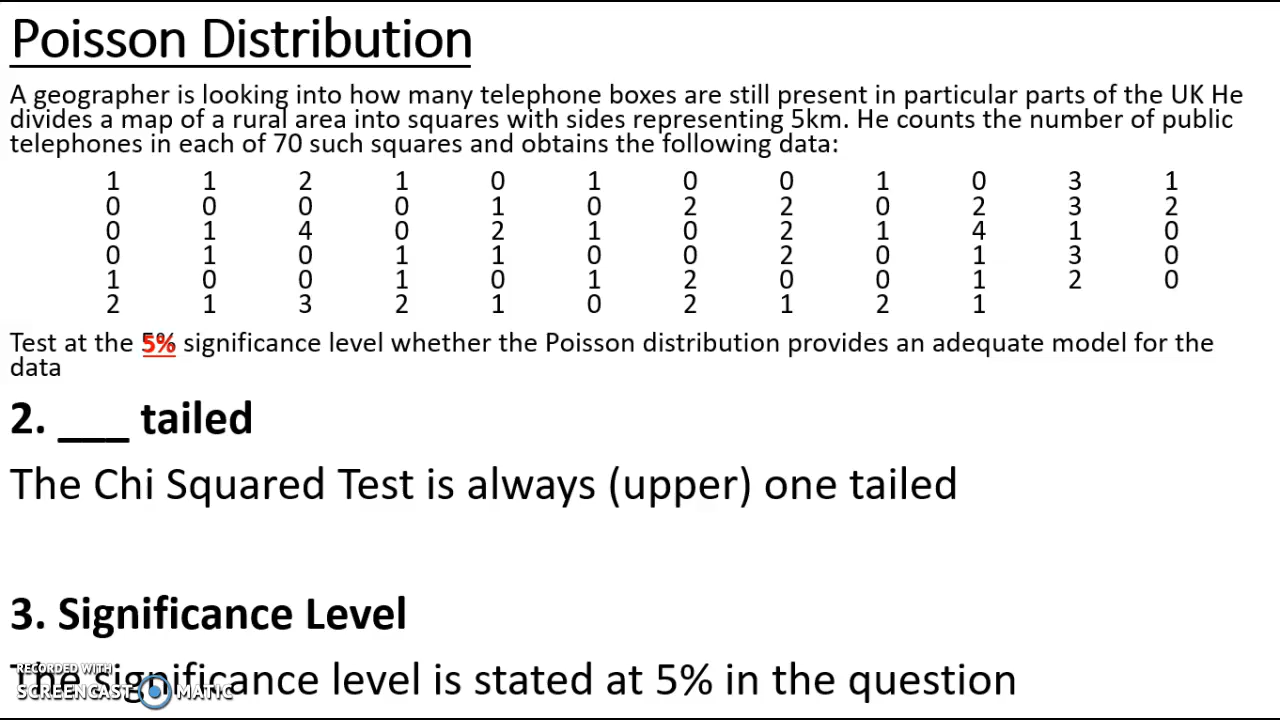 Poisson Distribution
A geographer is looking into how many telephone boxes are still present in particular parts of the UK He
divides a map of a rural area into squares with sides representing 5km. He counts the number of public
telephones in each of 70 such squares and obtains the following data:
1 1 2 1 0 1 0 0 1 0 3 1
0 0 0 0 1 0 2 2 0 2 3 2
0 1 4 0 2 1 0 2 1 4 1 0
0 1 0 1 1 0 0 2 0 1 3 0
1 0 0 1 0 1 2 0 0 1 2 0
2 1 3 2 1 0 2 1 2 1
Test at the 5% significance level whether the Poisson distribution provides an adequate model for the
data
2. ___ tailed
The Chi Squared Test is always (upper) one tailed
3. Significance Level
The significance level is stated at 5% in the question
RECORDED WITH
SCREENCAST MATIC